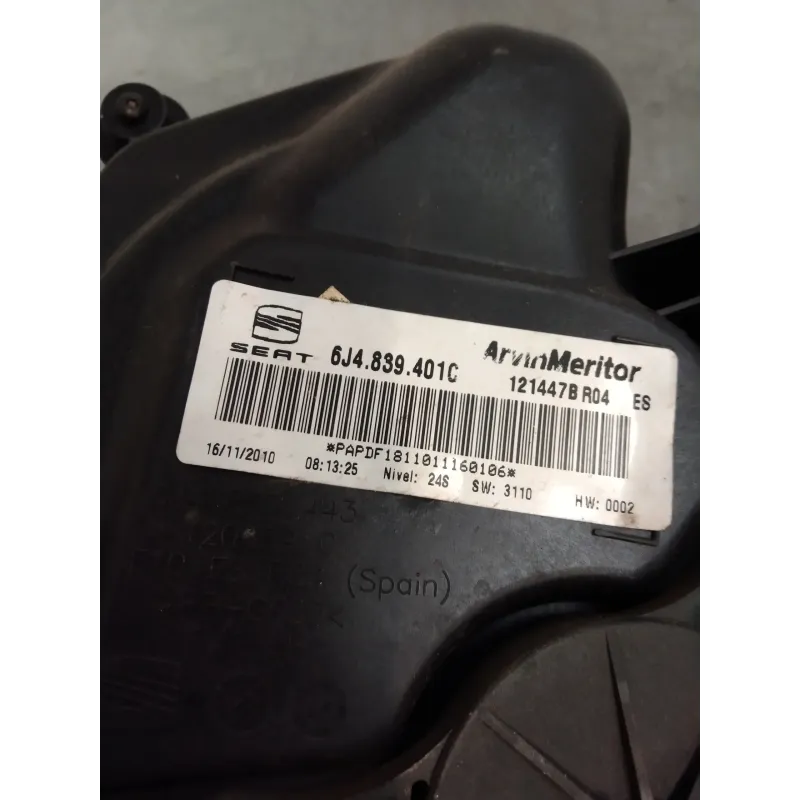 SEAT 6J4.839.401C ArvinMeritor
121447B R04 ES
*PAPDF1811011160106*
16/11/2010 08:13:25 Nivel: 24S SW: 3110 HW: 0002
(Spain)